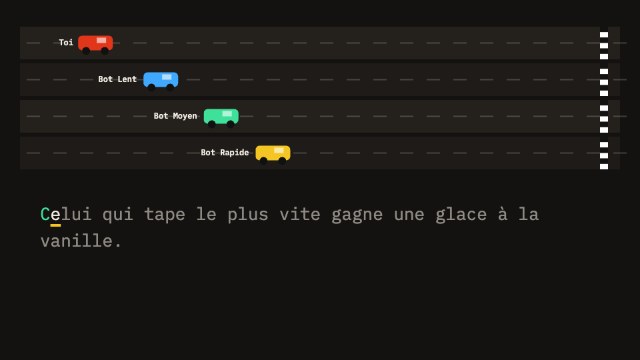 Toi
Bot Lent
Bot Moyen
Bot Rapide
Celui qui tape le plus vite gagne une glace à la
vanille.